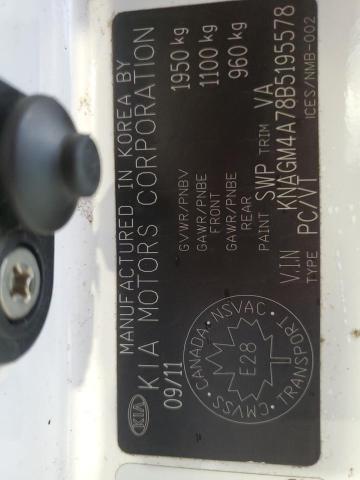 MANUFACTURED IN KOREA BY
KIA KIA MOTORS CORPORATION
09/11
GVWR/PNBV 1950 kg
GAWR/PNBE FRONT 1100 kg
GAWR/PNBE REAR 960 kg
PAINT SWP TRIM VA
V.IN KNAGM4A78B5195578
TYPE PC/VT ICES/NMB-002
CANADA · NSVAC · TRANSPORT · CMVSS
E28